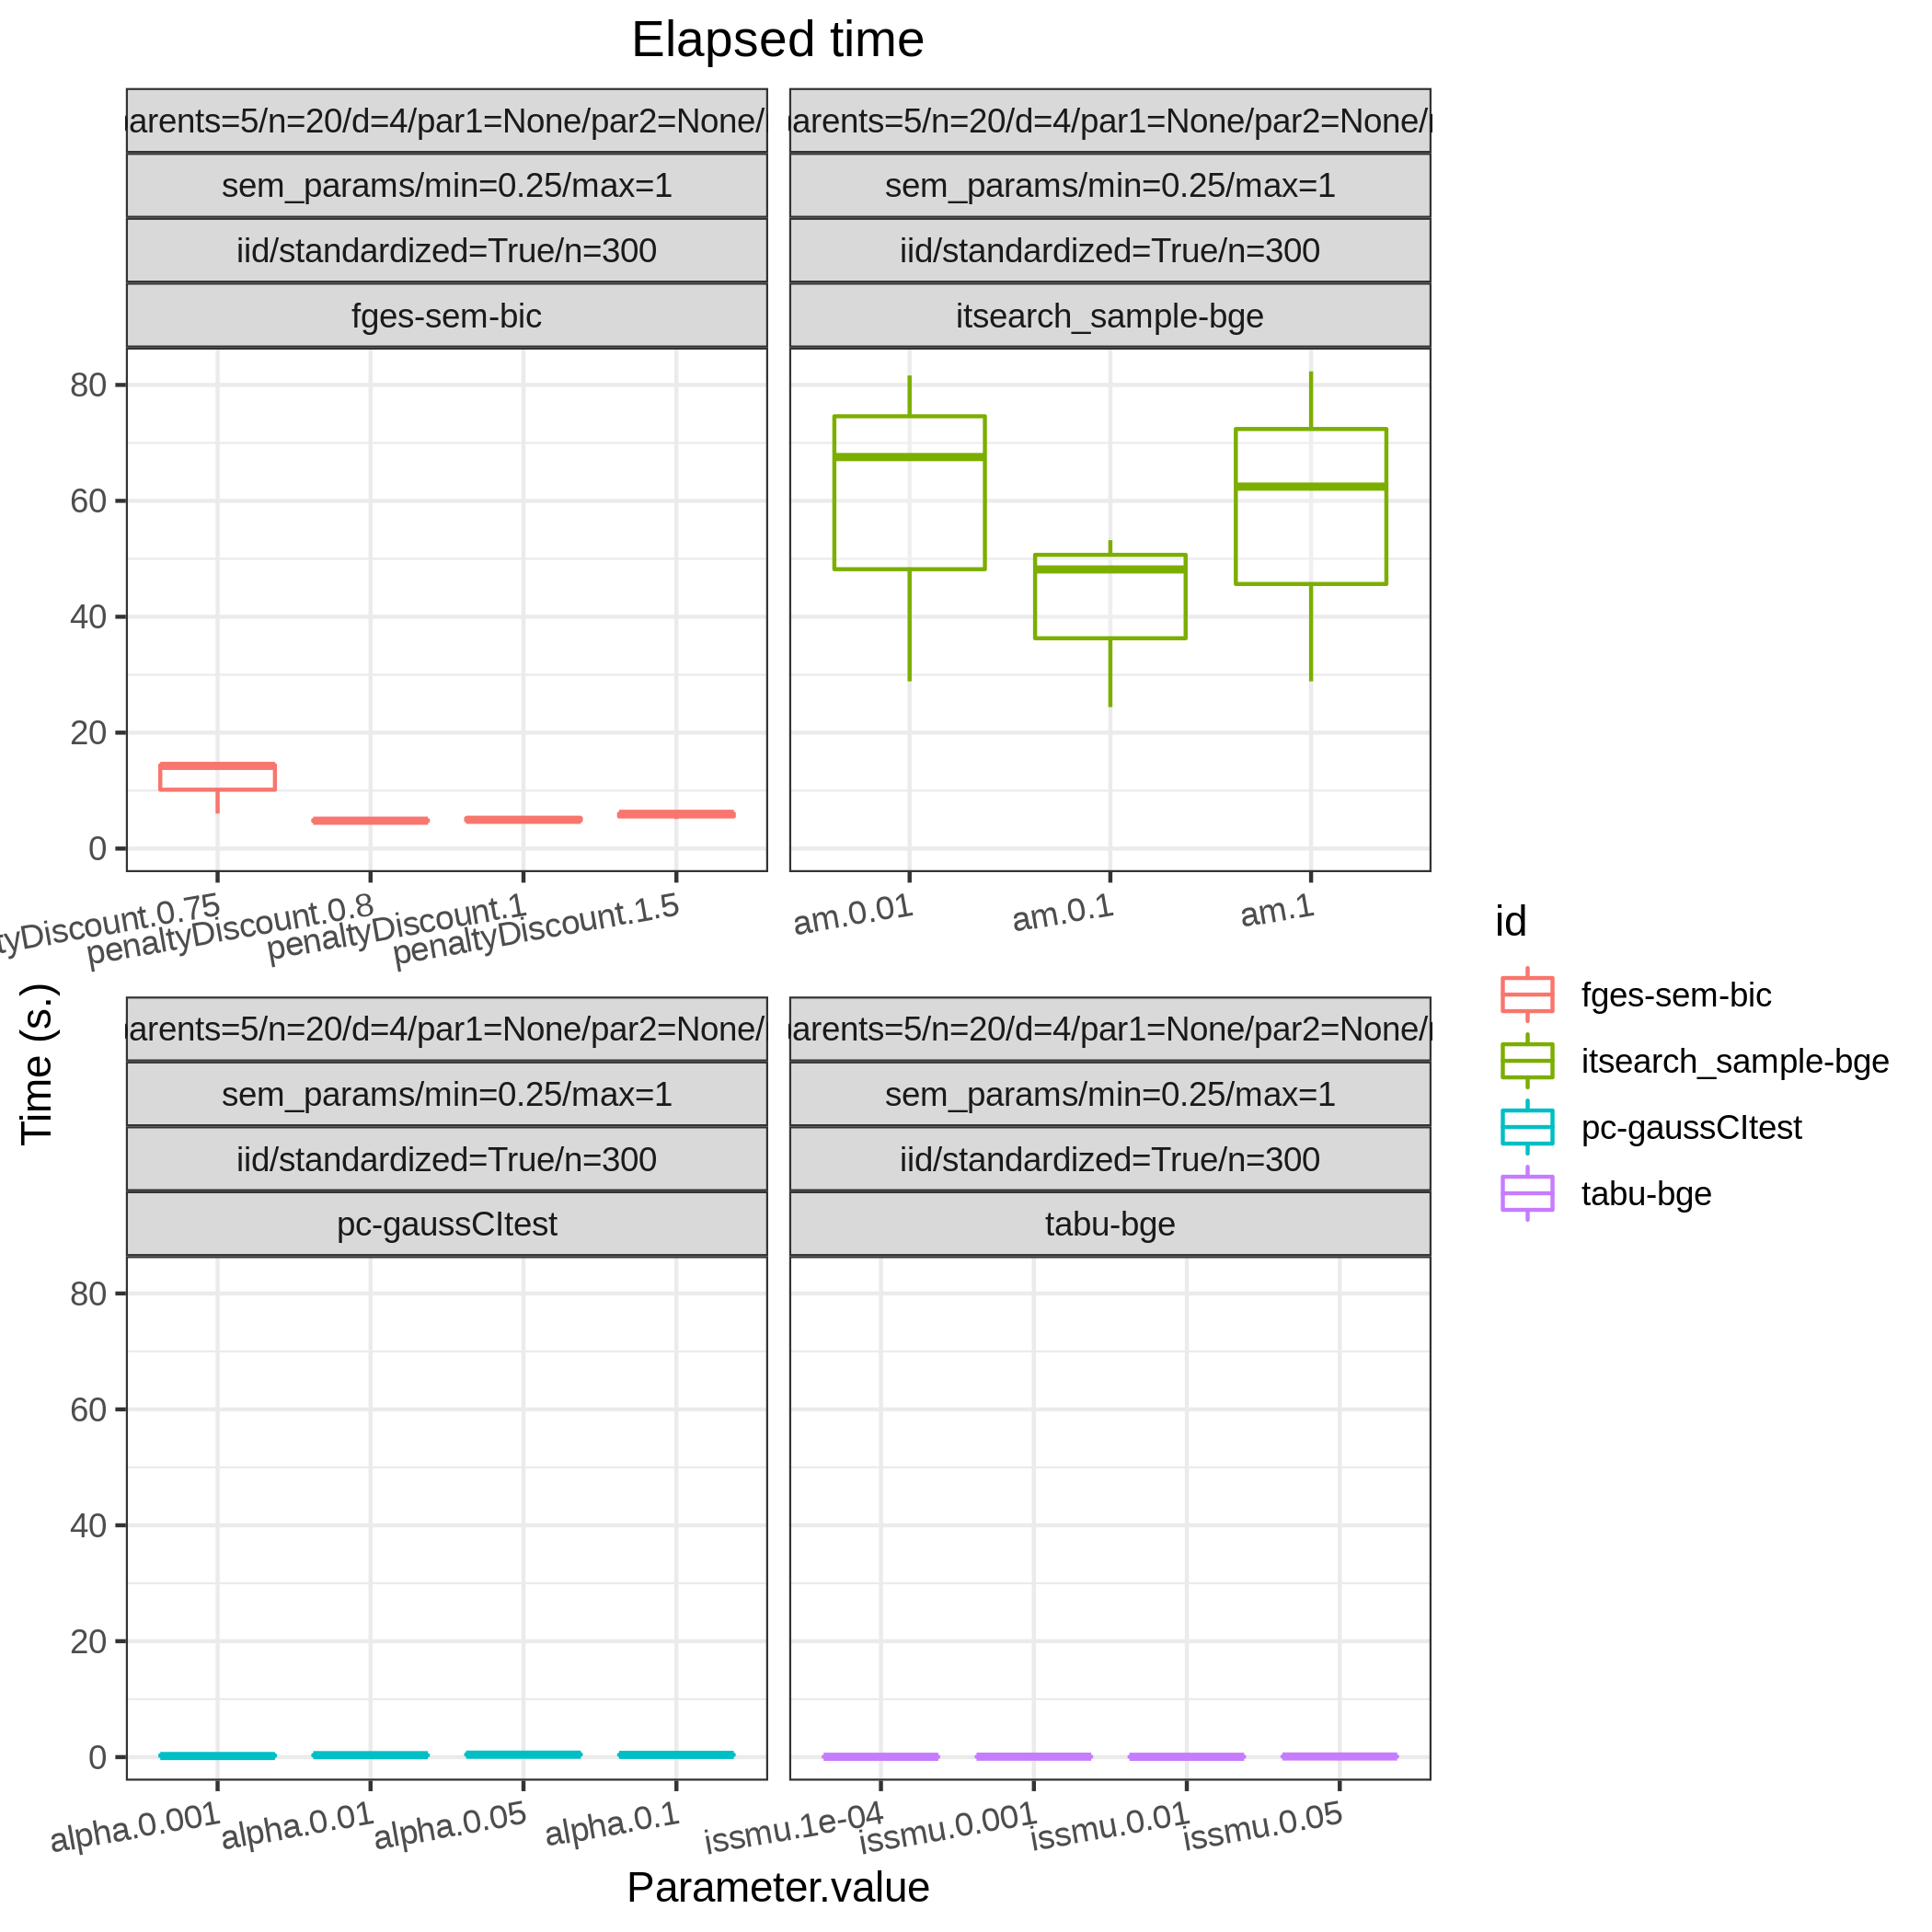 Elapsed time
arents=5/n=20/d=4/par1=None/par2=None/
sem_params/min=0.25/max=1
iid/standardized=True/n=300
fges-sem-bic
arents=5/n=20/d=4/par1=None/par2=None/
sem_params/min=0.25/max=1
iid/standardized=True/n=300
itsearch_sample-bge
80
60
40
20
0
tyDiscount.0.75
penaltyDiscount.0.8
penaltyDiscount.1
penaltyDiscount.1.5
am.0.01
am.0.1
am.1
Time (s.)
arents=5/n=20/d=4/par1=None/par2=None/
sem_params/min=0.25/max=1
iid/standardized=True/n=300
pc-gaussCItest
arents=5/n=20/d=4/par1=None/par2=None/
sem_params/min=0.25/max=1
iid/standardized=True/n=300
tabu-bge
80
60
40
20
0
alpha.0.001
alpha.0.01
alpha.0.05
alpha.0.1
issmu.1e-04
issmu.0.001
issmu.0.01
issmu.0.05
Parameter.value
id
fges-sem-bic
itsearch_sample-bge
pc-gaussCItest
tabu-bge